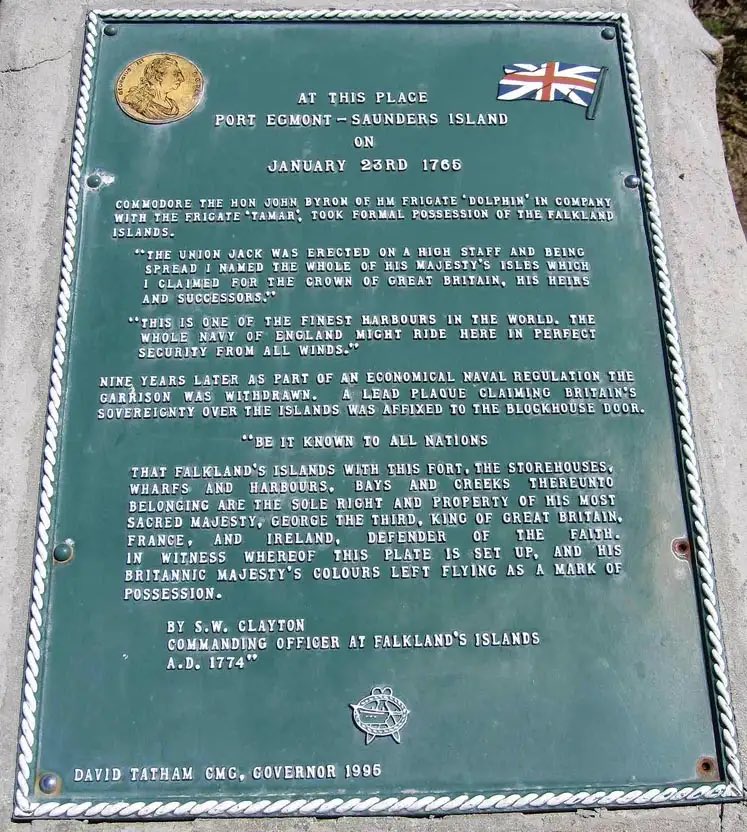 GEORGIUS III
AT THIS PLACE
PORT EGMONT - SAUNDERS ISLAND
ON
JANUARY 23RD 1765
COMMODORE THE HON JOHN BYRON OF HM FRIGATE 'DOLPHIN' IN COMPANY
WITH THE FRIGATE 'TAMAR', TOOK FORMAL POSSESSION OF THE FALKLAND
ISLANDS.
"THE UNION JACK WAS ERECTED ON A HIGH STAFF AND BEING
SPREAD I NAMED THE WHOLE OF HIS MAJESTY'S ISLES WHICH
I CLAIMED FOR THE CROWN OF GREAT BRITAIN, HIS HEIRS
AND SUCCESSORS."
"THIS IS ONE OF THE FINEST HARBOURS IN THE WORLD. THE
WHOLE NAVY OF ENGLAND MIGHT RIDE HERE IN PERFECT
SECURITY FROM ALL WINDS."
NINE YEARS LATER AS PART OF AN ECONOMICAL NAVAL REGULATION THE
GARRISON WAS WITHDRAWN. A LEAD PLAQUE CLAIMING BRITAIN'S
SOVEREIGNTY OVER THE ISLANDS WAS AFFIXED TO THE BLOCKHOUSE DOOR.
"BE IT KNOWN TO ALL NATIONS
THAT FALKLAND'S ISLANDS WITH THIS FORT, THE STOREHOUSES,
WHARFS AND HARBOURS, BAYS AND CREEKS THEREUNTO
BELONGING ARE THE SOLE RIGHT AND PROPERTY OF HIS MOST
SACRED MAJESTY, GEORGE THE THIRD, KING OF GREAT BRITAIN,
FRANCE, AND IRELAND, DEFENDER OF THE FAITH.
IN WITNESS WHEREOF THIS PLATE IS SET UP, AND HIS
BRITANNIC MAJESTY'S COLOURS LEFT FLYING AS A MARK OF
POSSESSION.
BY S.W. CLAYTON
COMMANDING OFFICER AT FALKLAND'S ISLANDS
A.D. 1774"
DAVID TATHAM CMG, GOVERNOR 1995